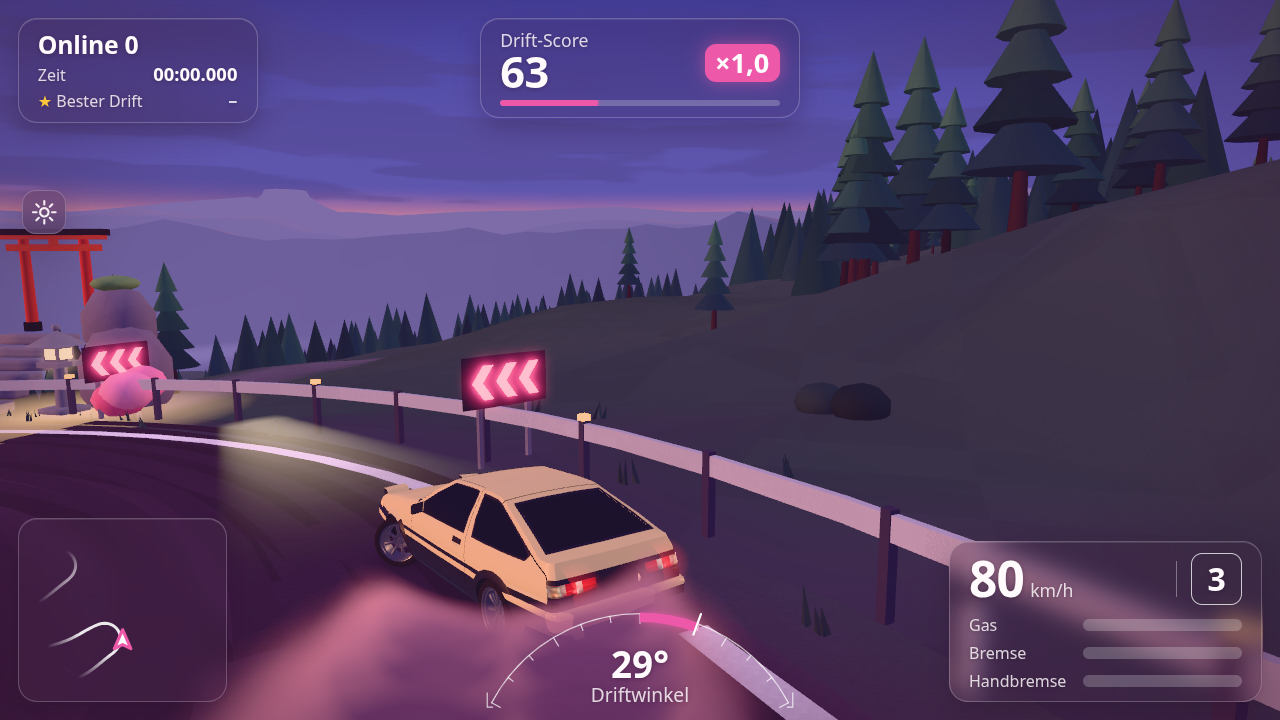 Online 0
Zeit 00:00.000
★ Bester Drift –
Drift-Score
63
×1,0
29°
Driftwinkel
80 km/h
3
Gas
Bremse
Handbremse